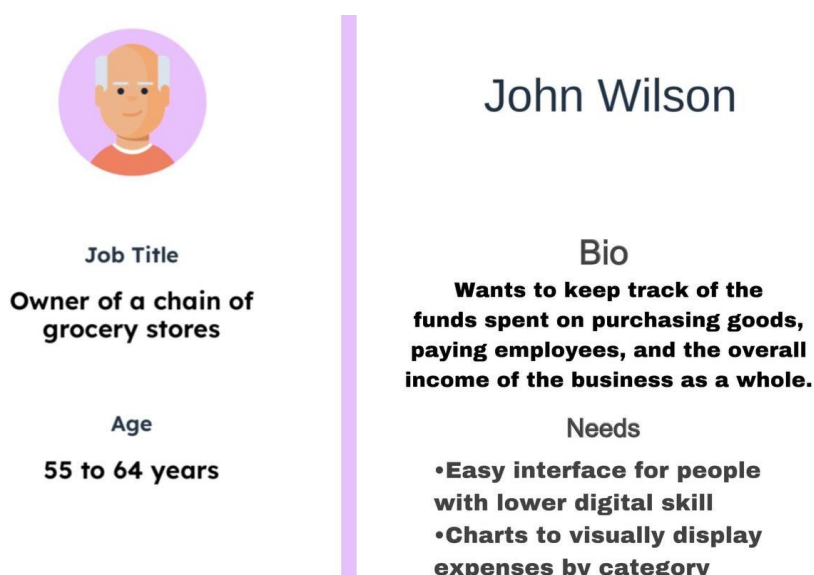 Job Title
Owner of a chain of
grocery stores
Age
55 to 64 years
John Wilson
Bio
Wants to keep track of the
funds spent on purchasing goods,
paying employees, and the overall
income of the business as a whole.
Needs
•Easy interface for people
with lower digital skill
•Charts to visually display
expenses by category